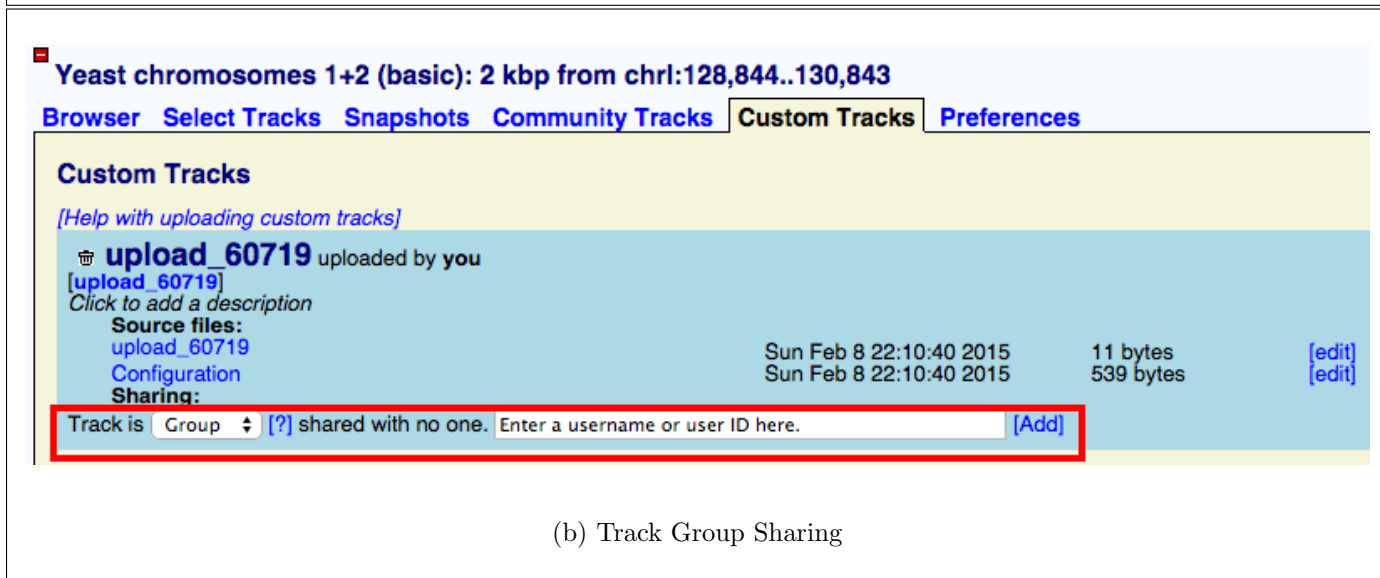 Yeast chromosomes 1+2 (basic): 2 kbp from chrI:128,844..130,843
Browser Select Tracks Snapshots Community Tracks Custom Tracks Preferences
Custom Tracks
[Help with uploading custom tracks]
upload_60719 uploaded by you
[upload_60719]
Click to add a description
Source files:
upload_60719 Sun Feb 8 22:10:40 2015 11 bytes [edit]
Configuration Sun Feb 8 22:10:40 2015 539 bytes [edit]
Sharing:
Track is Group [?] shared with no one. Enter a username or user ID here. [Add]
(b) Track Group Sharing